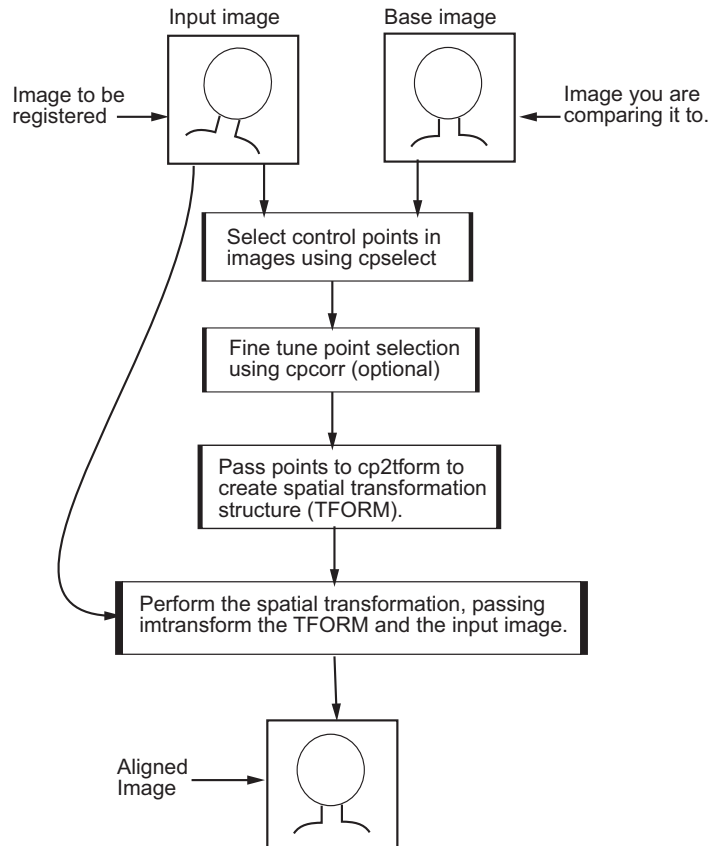 Input image
Base image
Image to be
registered
Image you are
comparing it to.
Select control points in
images using cpselect
Fine tune point selection
using cpcorr (optional)
Pass points to cp2tform to
create spatial transformation
structure (TFORM).
Perform the spatial transformation, passing
imtransform the TFORM and the input image.
Aligned
Image